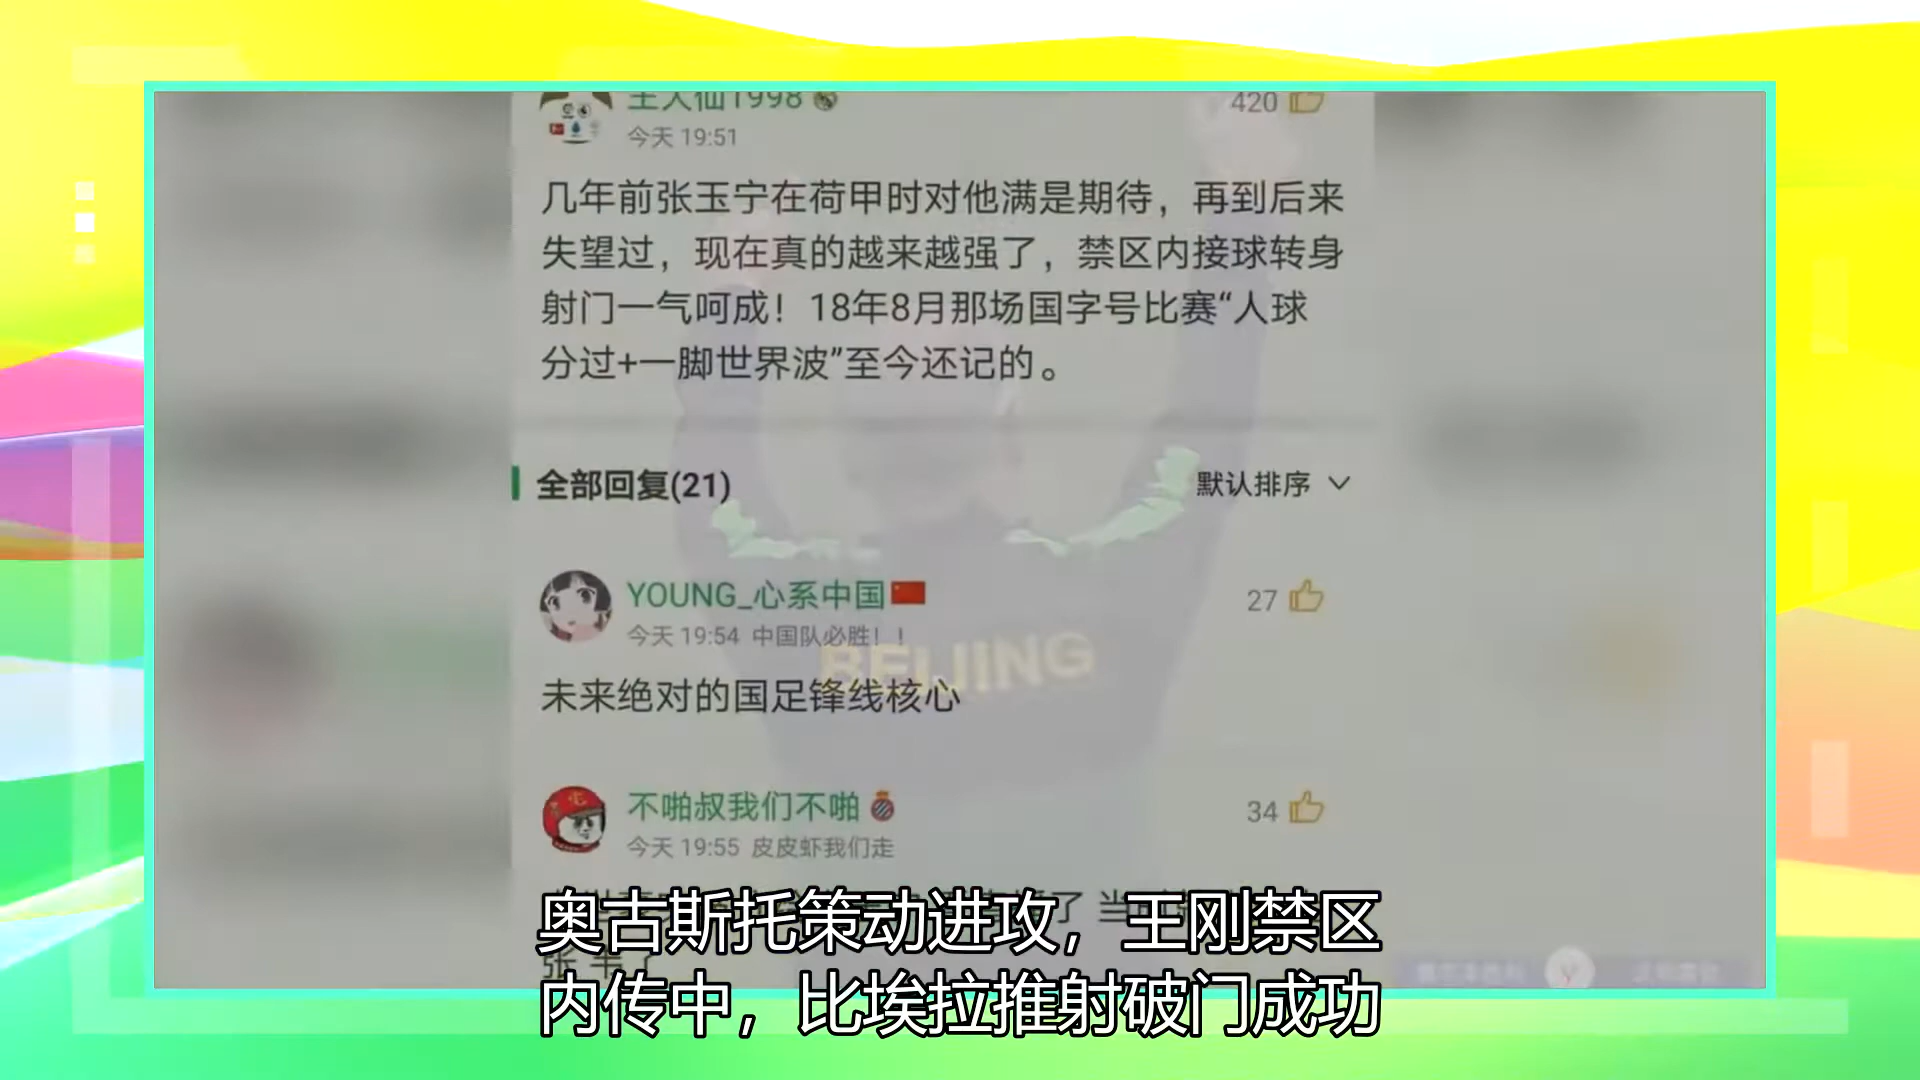 王大仙1998
420
今天 19:51
几年前张玉宁在荷甲时对他满是期待，再到后来
失望过，现在真的越来越强了，禁区内接球转身
射门一气呵成！18年8月那场国字号比赛“人球
分过+一脚世界波”至今还记的。
全部回复(21)
默认排序
YOUNG_心系中国
27
今天 19:54 中国队必胜！！
BEIJING
未来绝对的国足锋线核心
不啪叔我们不啪
34
今天 19:55 皮皮虾我们走
奥古斯托策动进攻，王刚禁区
内传中，比埃拉推射破门成功